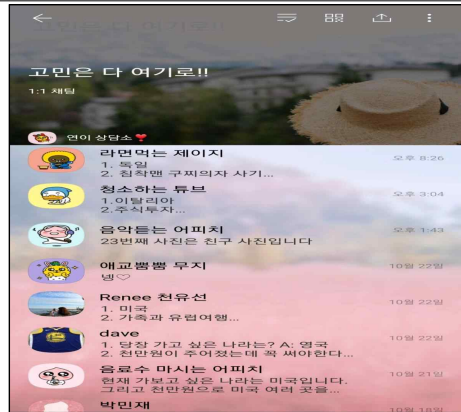 고민은 다 여기로!!
1:1 채팅
연이 상담소❣
라면먹는 제이지
오후 8:26
1. 독일
2. 침착맨 구찌의자 사기...
청소하는 튜브
오후 3:04
1.이탈리아
2.주식투자...
음악듣는 어피치
오후 1:43
23번째 사진은 친구 사진입니다
애교뿜뿜 무지
10월 22일
넹♡
Renee 천유선
10월 22일
1. 미국
2. 가족과 유럽여행...
dave
10월 22일
1. 당장 가고 싶은 나라는? A: 영국
2. 천만원이 주어졌는데 꼭 써야한다...
음료수 마시는 어피치
10월 21일
현재 가보고 싶은 나라는 미국입니다.
그리고 천만원으로 미국 여러 곳을...
박민재
10월 18일